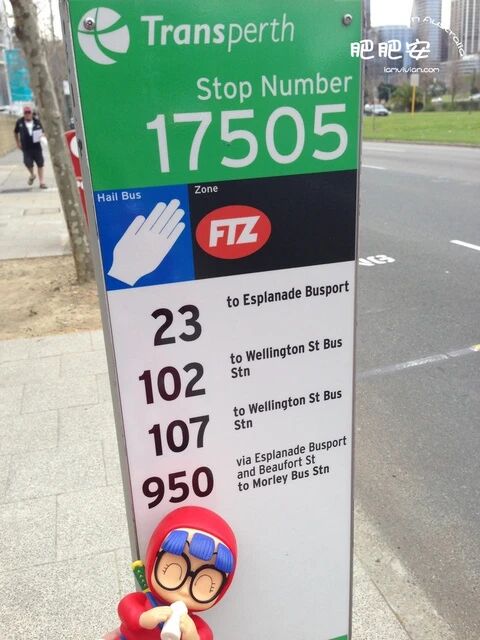 Transperth
肥肥安
iamvivian.com
Stop Number
17505
Hail Bus
Zone
FTZ
23
to Esplanade Busport
102
to Wellington St Bus
Stn
107
to Wellington St Bus
Stn
950
via Esplanade Busport
and Beaufort St
to Morley Bus Stn